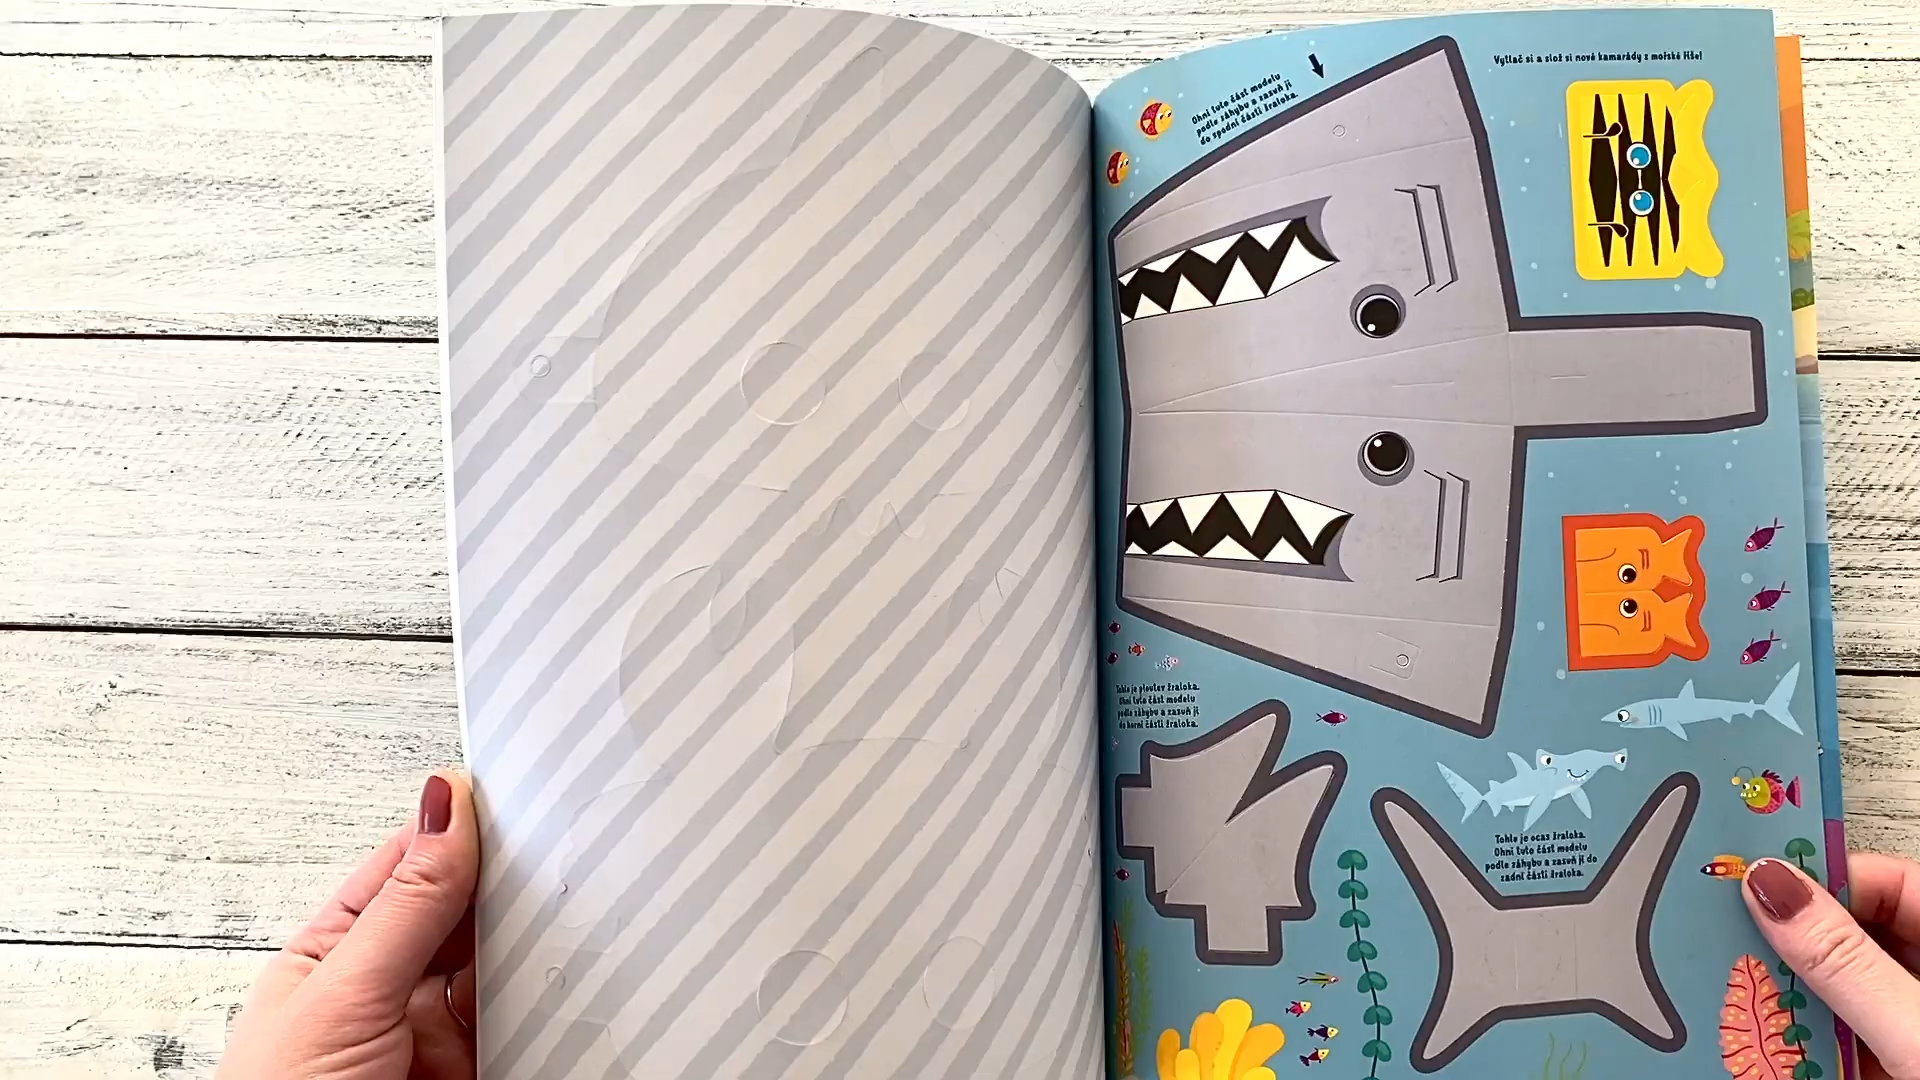 Vytlač si a slož si nové kamarády z mořské říše!
Ohni tuto část modelu
podle záhybu a zasuň ji
do spodní části žraloka.
Tohle je ploutev žraloka.
Ohni tuto část modelu
podle záhybu a zasuň ji
do horní části žraloka.
Tohle je ocas žraloka.
Ohni tuto část modelu
podle záhybu a zasuň ji do
zadní části žraloka.